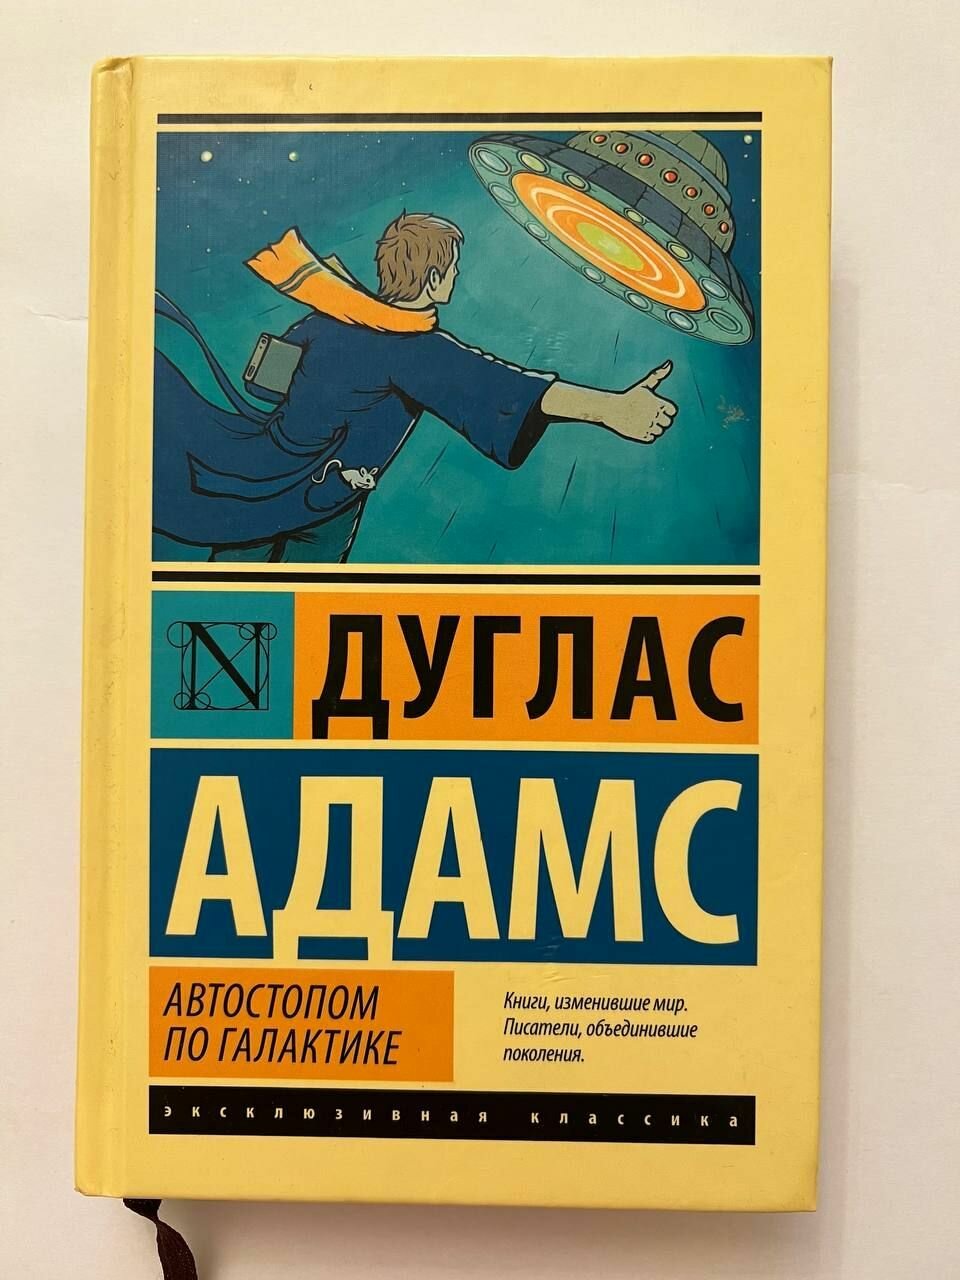 N ДУГЛАС
АДАМС
АВТОСТОПОМ
ПО ГАЛАКТИКЕ
Книги, изменившие мир.
Писатели, объединившие
поколения.
эксклюзивная классика